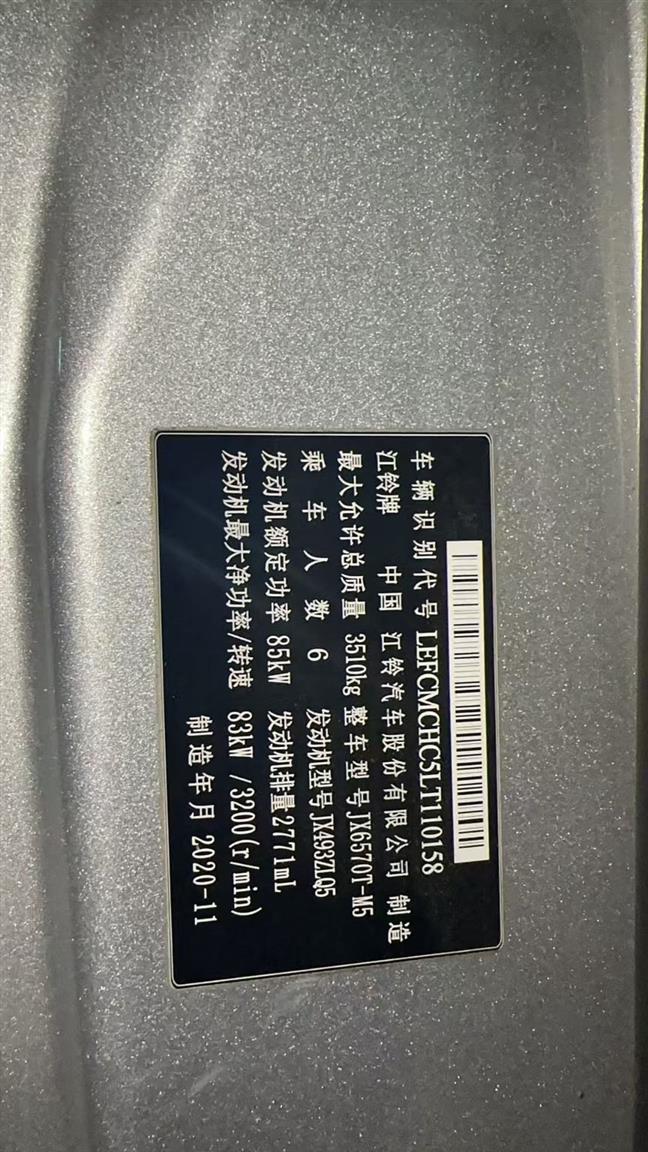 车辆识别代号 LEFCMCHC5LT110158
江铃牌 中国 江铃汽车股份有限公司 制造
最大允许总质量 3510kg 整车型号 JX6570T-M5
乘车人数 6 发动机型号 JX493ZLQ5
发动机额定功率 85kW 发动机排量 2771mL
发动机最大净功率/转速 83kW /3200(r/min)
制造年月 2020-11